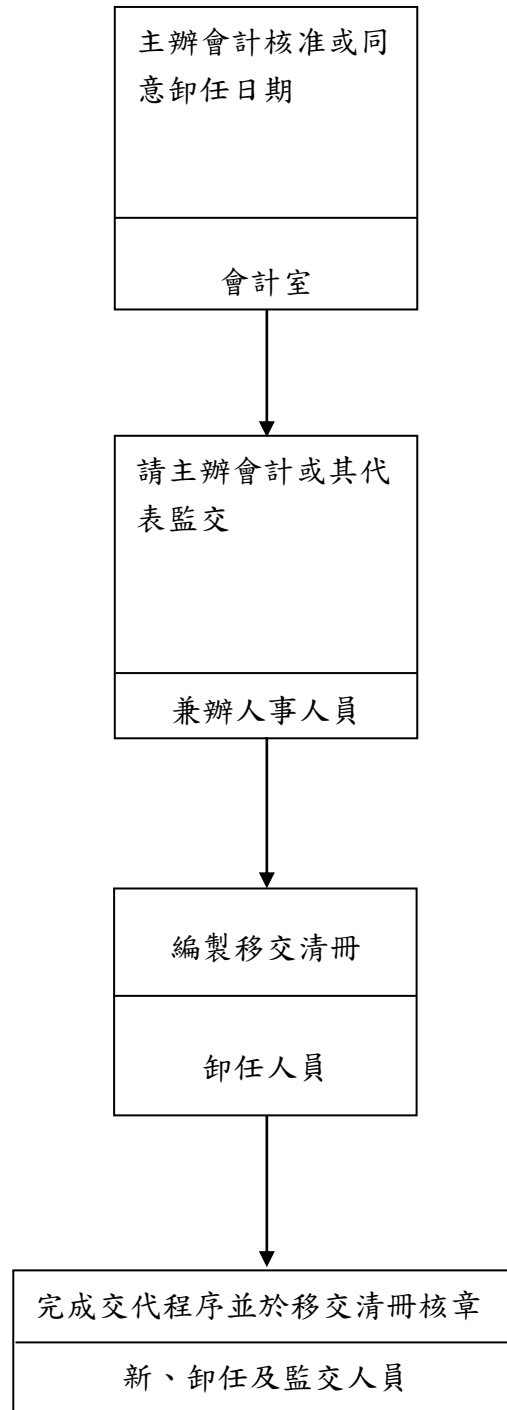 主辦會計核准或同
意卸任日期
會計室
請主辦會計或其代
表監交
兼辦人事人員
編製移交清冊
卸任人員
完成交代程序並於移交清冊核章
新、卸任及監交人員